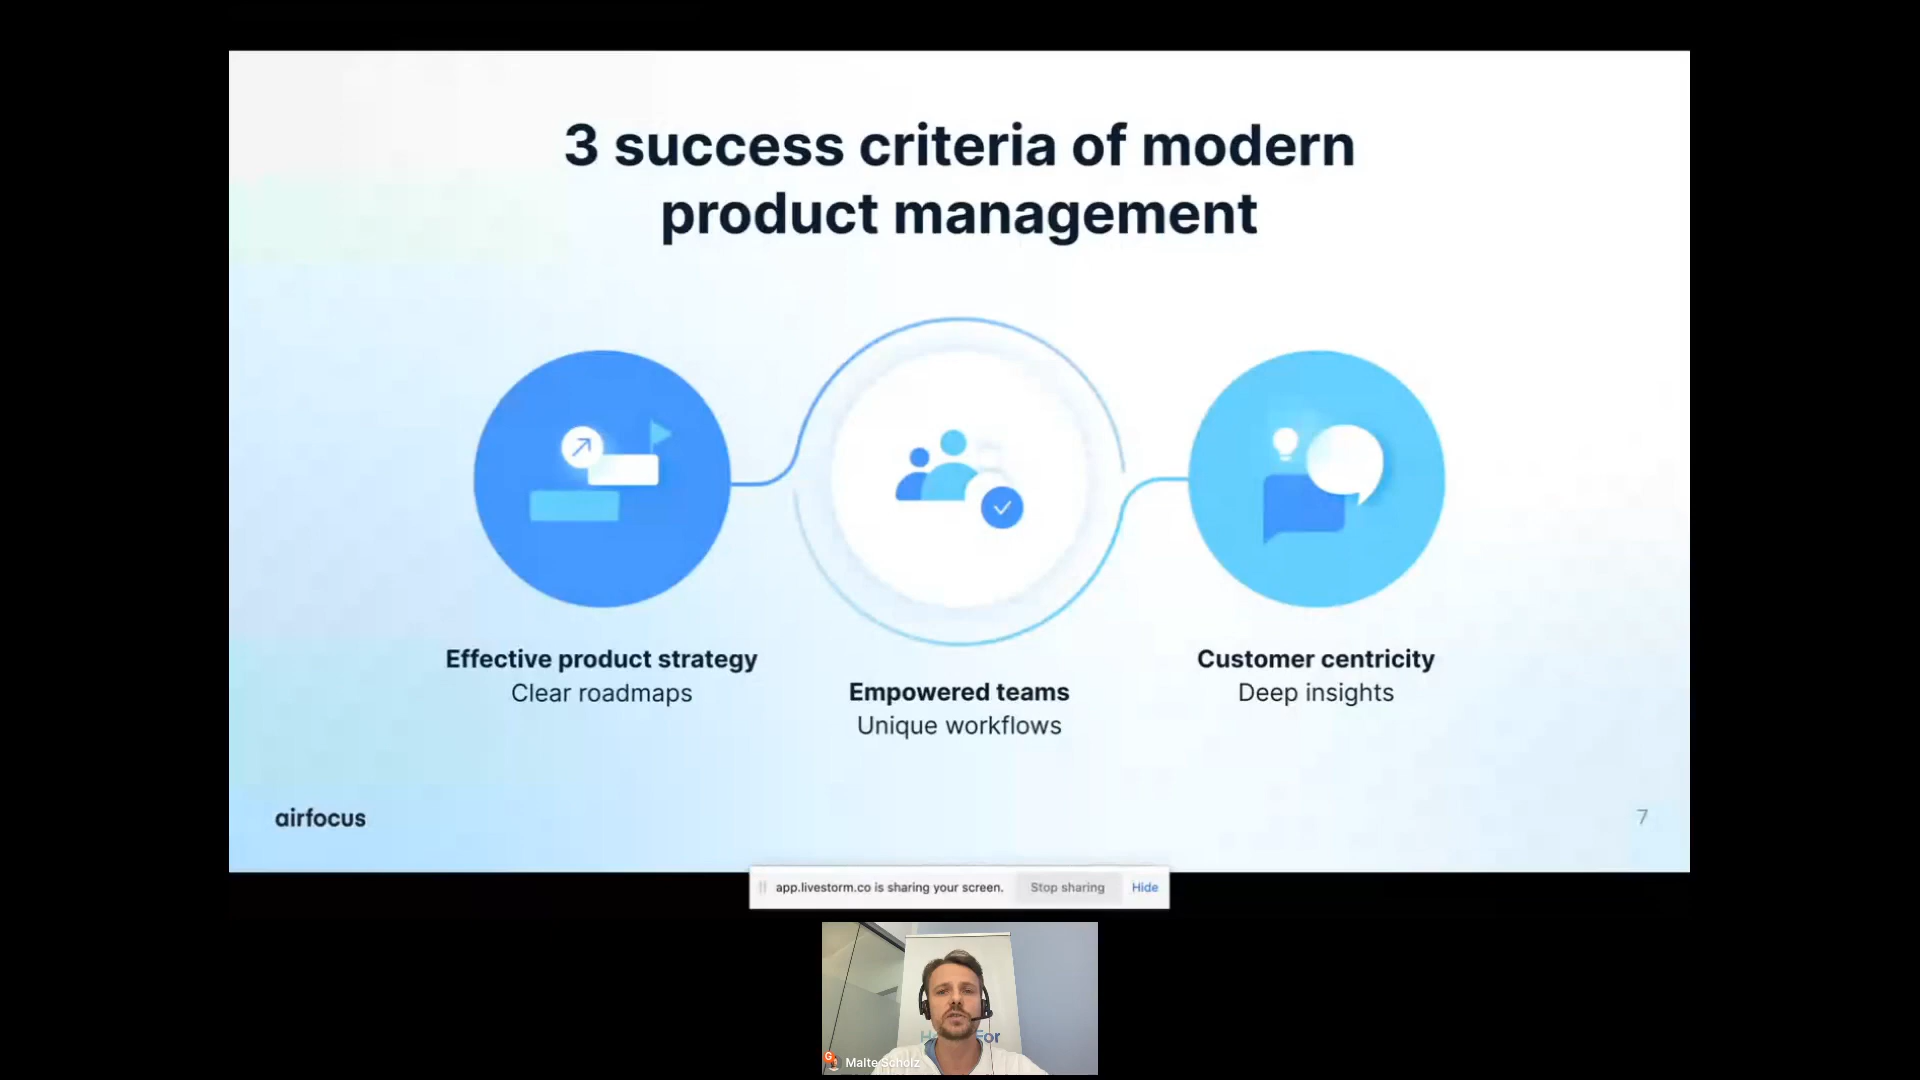 3 success criteria of modern
product management
Effective product strategy
Clear roadmaps
Empowered teams
Unique workflows
Customer centricity
Deep insights
airfocus
7
app.livestorm.co is sharing your screen.
Stop sharing
Hide
For
G
Malte Scholz